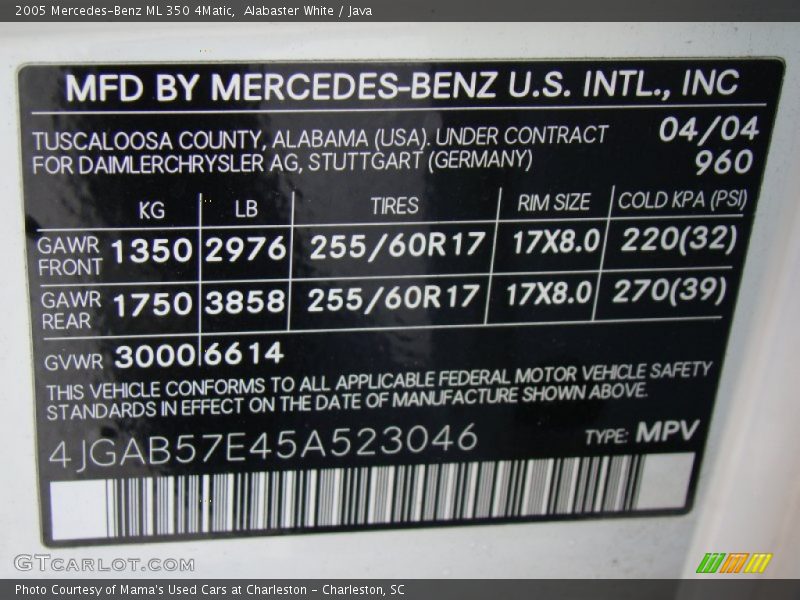 2005 Mercedes-Benz ML 350 4Matic, Alabaster White / Java
MFD BY MERCEDES-BENZ U.S. INTL., INC
TUSCALOOSA COUNTY, ALABAMA (USA). UNDER CONTRACT 04/04
FOR DAIMLERCHRYSLER AG, STUTTGART (GERMANY) 960
KG LB TIRES RIM SIZE COLD KPA (PSI)
GAWR FRONT 1350 2976 255/60R17 17X8.0 220(32)
GAWR REAR 1750 3858 255/60R17 17X8.0 270(39)
GVWR 3000 6614
THIS VEHICLE CONFORMS TO ALL APPLICABLE FEDERAL MOTOR VEHICLE SAFETY
STANDARDS IN EFFECT ON THE DATE OF MANUFACTURE SHOWN ABOVE.
4JGAB57E45A523046 TYPE: MPV
GTCARLOT.COM
Photo Courtesy of Mama's Used Cars at Charleston - Charleston, SC